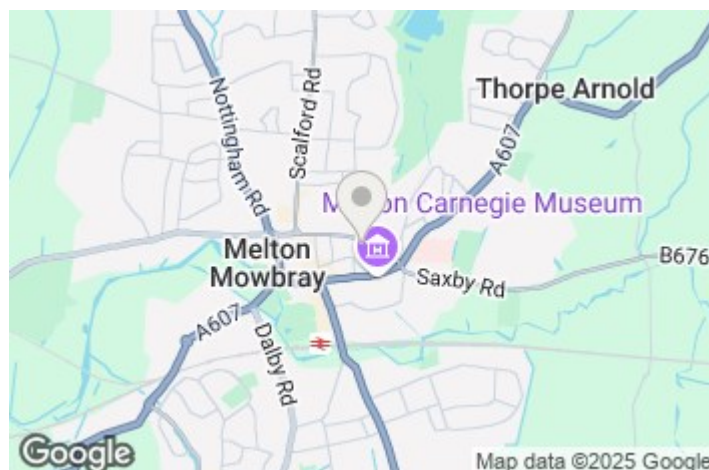 Thorpe Arnold
Nottingham Rd
Scalford Rd
A607
M on Carnegie Museum
Melton
Mowbray
B676
Saxby Rd
A607
Dalby Rd
Google
Map data ©2025 Google